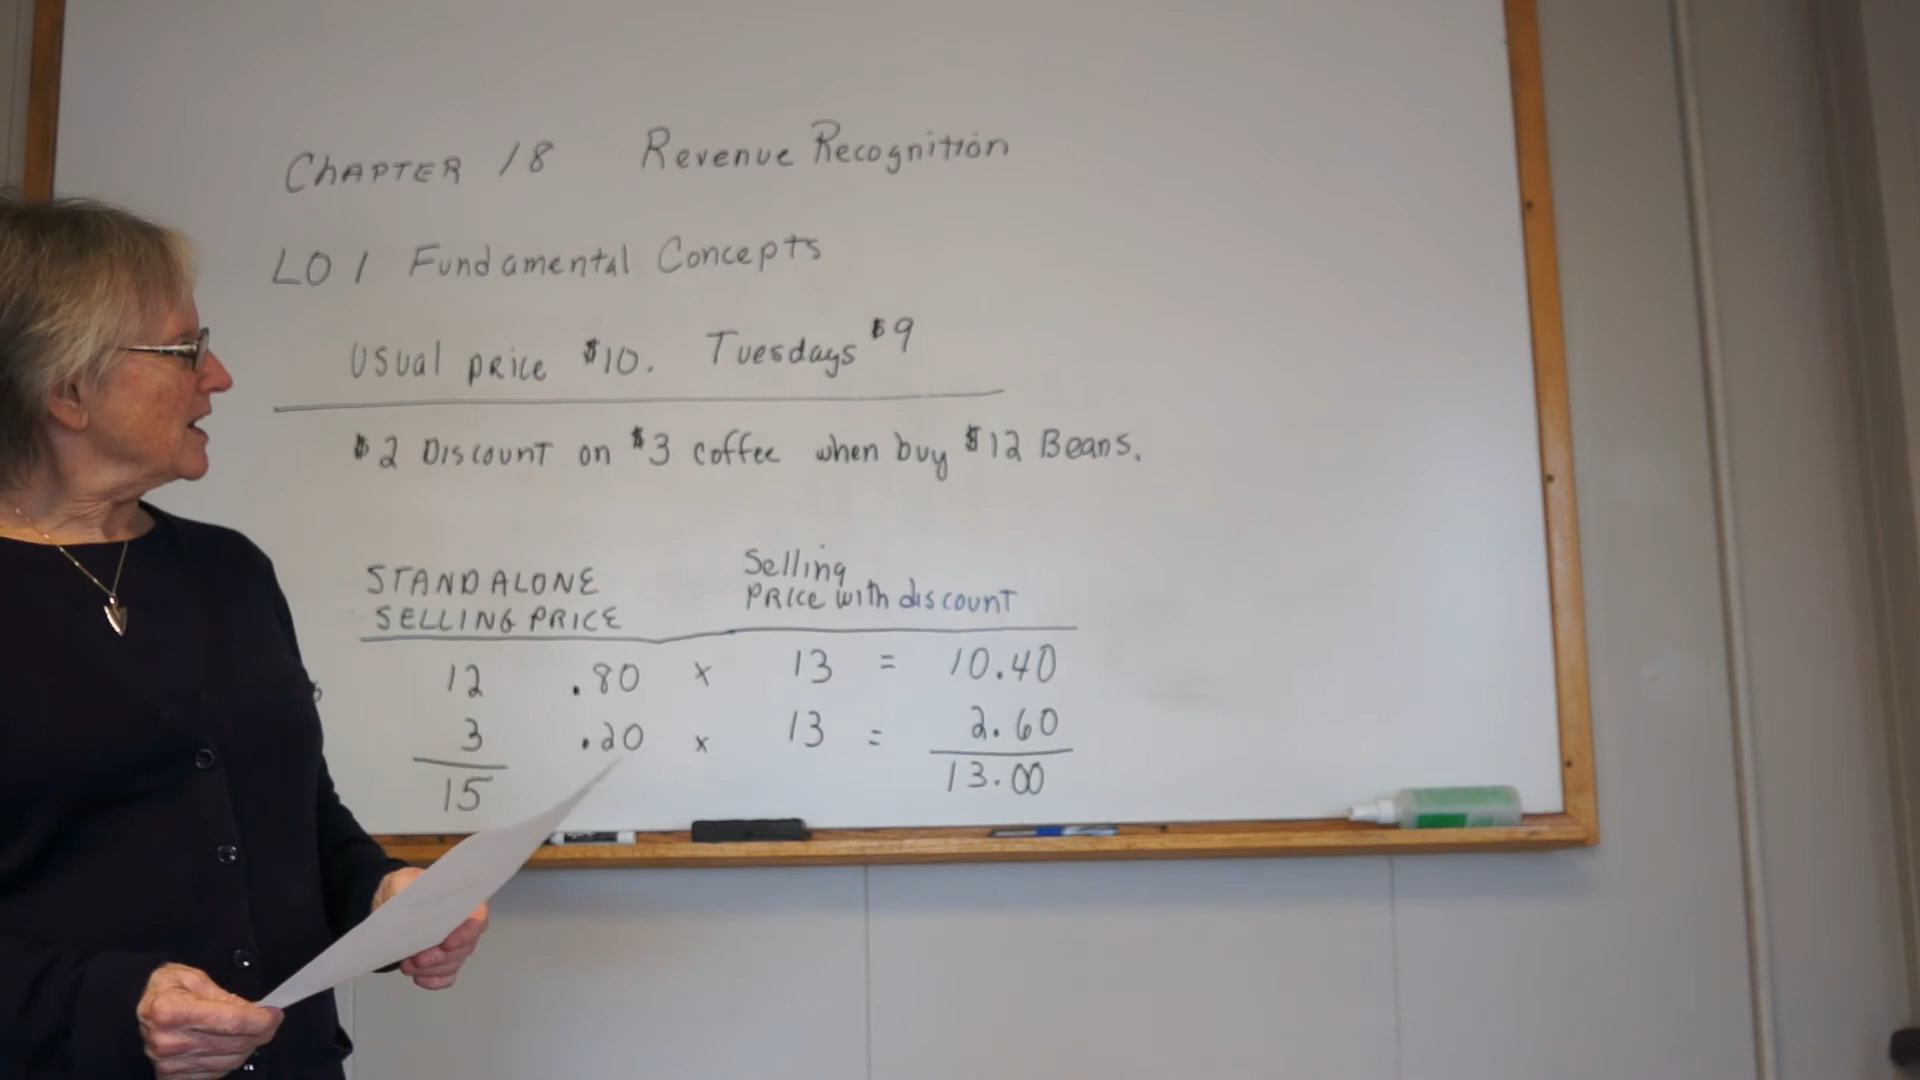 CHAPTER 18 Revenue Recognition
LO 1 Fundamental Concepts
Usual price $10. Tuesdays $9
$2 Discount on $3 coffee when buy $12 Beans.
STAND ALONE SELLING PRICE
Selling PRICE with discount
12 .80 x 13 = 10.40
3 .20 x 13 = 2.60
15 13.00